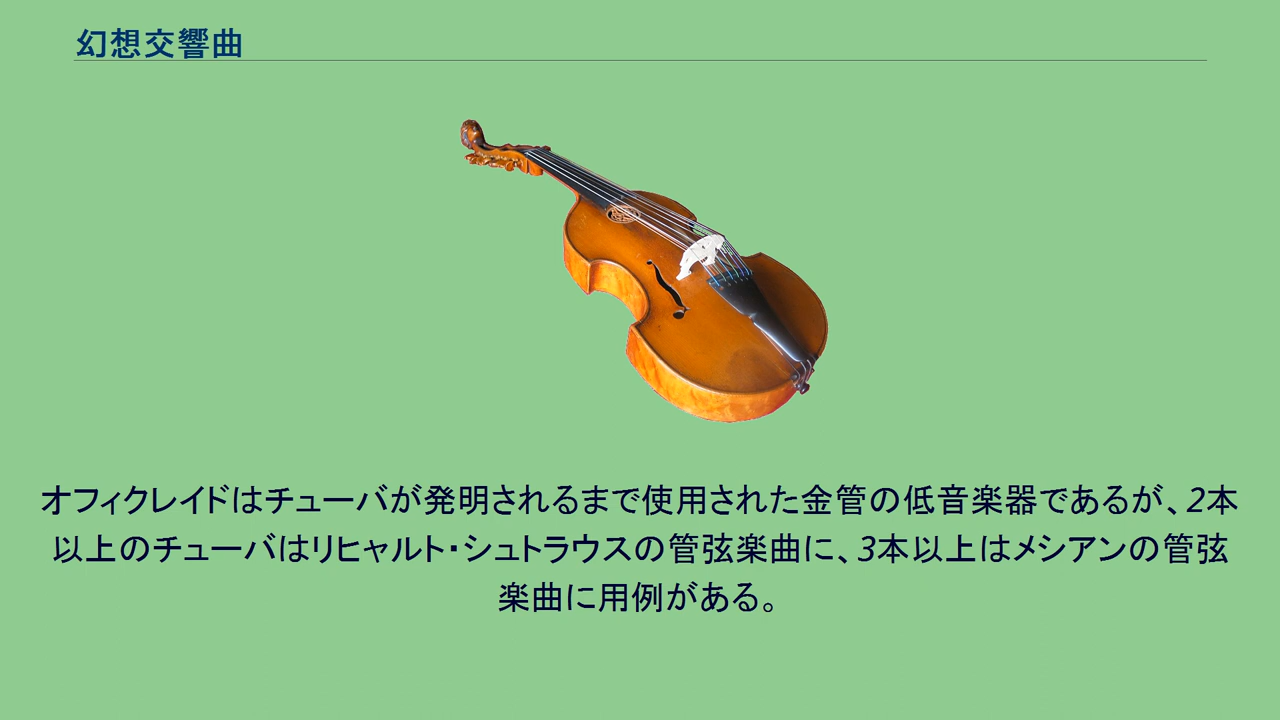 幻想交響曲
オフィクレイドはチューバが発明されるまで使用された金管の低音楽器であるが、2本
以上のチューバはリヒャルト・シュトラウスの管弦楽曲に、3本以上はメシアンの管弦
楽曲に用例がある。